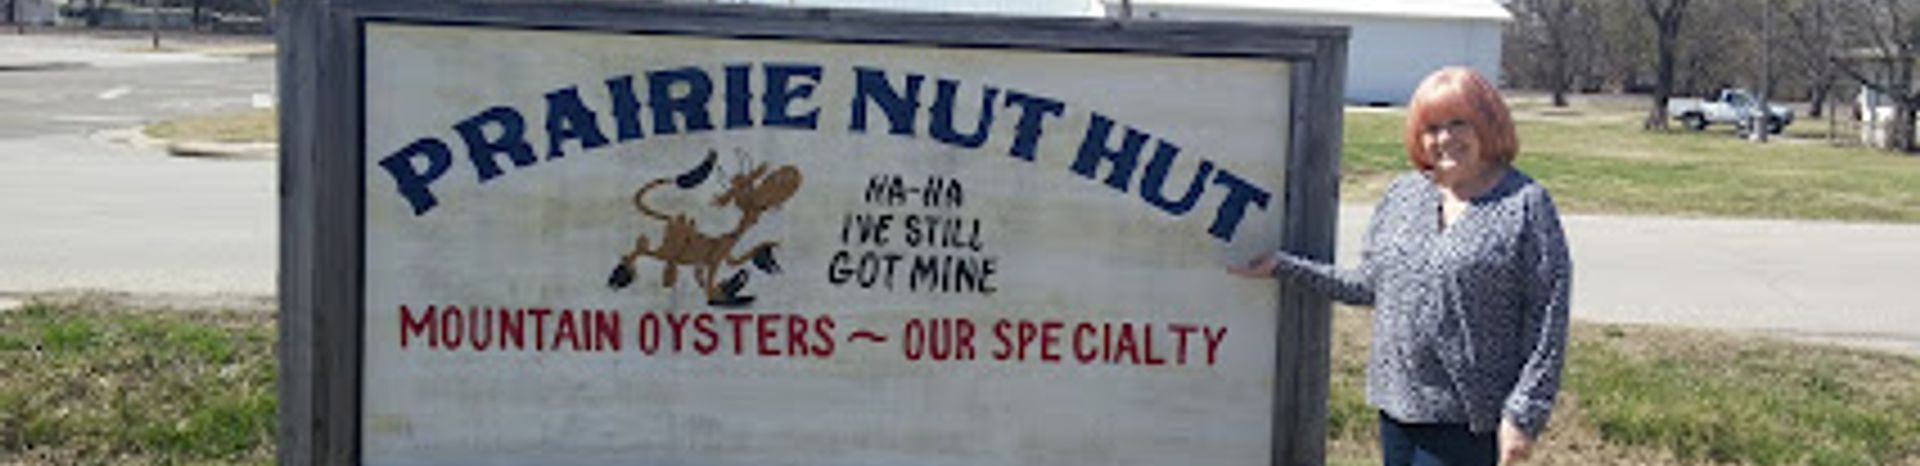 PRAIRIE NUT HUT
HA-HA
I'VE STILL
GOT MINE
MOUNTAIN OYSTERS ~ OUR SPECIALTY